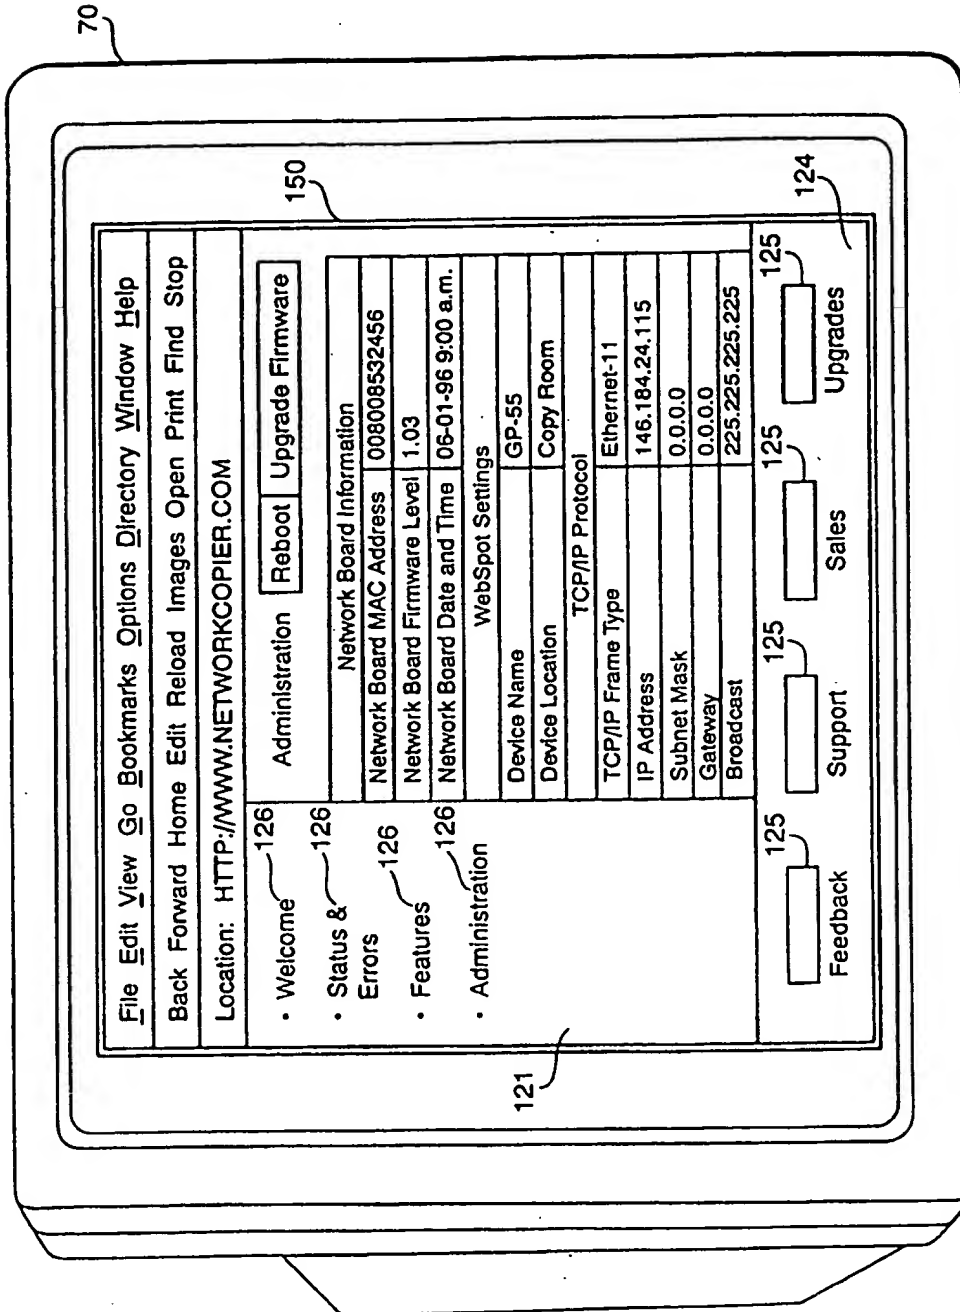 70
File Edit View Go Bookmarks Options Directory Window Help
Back Forward Home Edit Reload Images Open Print Find Stop
Location: HTTP://WWW.NETWORKCOPIER.COM
150
• Welcome 126
• Status & Errors 126
• Features 126
• Administration 126
121
Administration Reboot Upgrade Firmware
Network Board Information
Network Board MAC Address 008008532456
Network Board Firmware Level 1.03
Network Board Date and Time 06-01-96 9:00 a.m.
WebSpot Settings
Device Name GP-55
Device Location Copy Room
TCP/IP Protocol
TCP/IP Frame Type Ethernet-11
IP Address 146.184.24.115
Subnet Mask 0.0.0.0
Gateway 0.0.0.0
Broadcast 225.225.225.225
125 125 125 125
124
Feedback Support Sales Upgrades